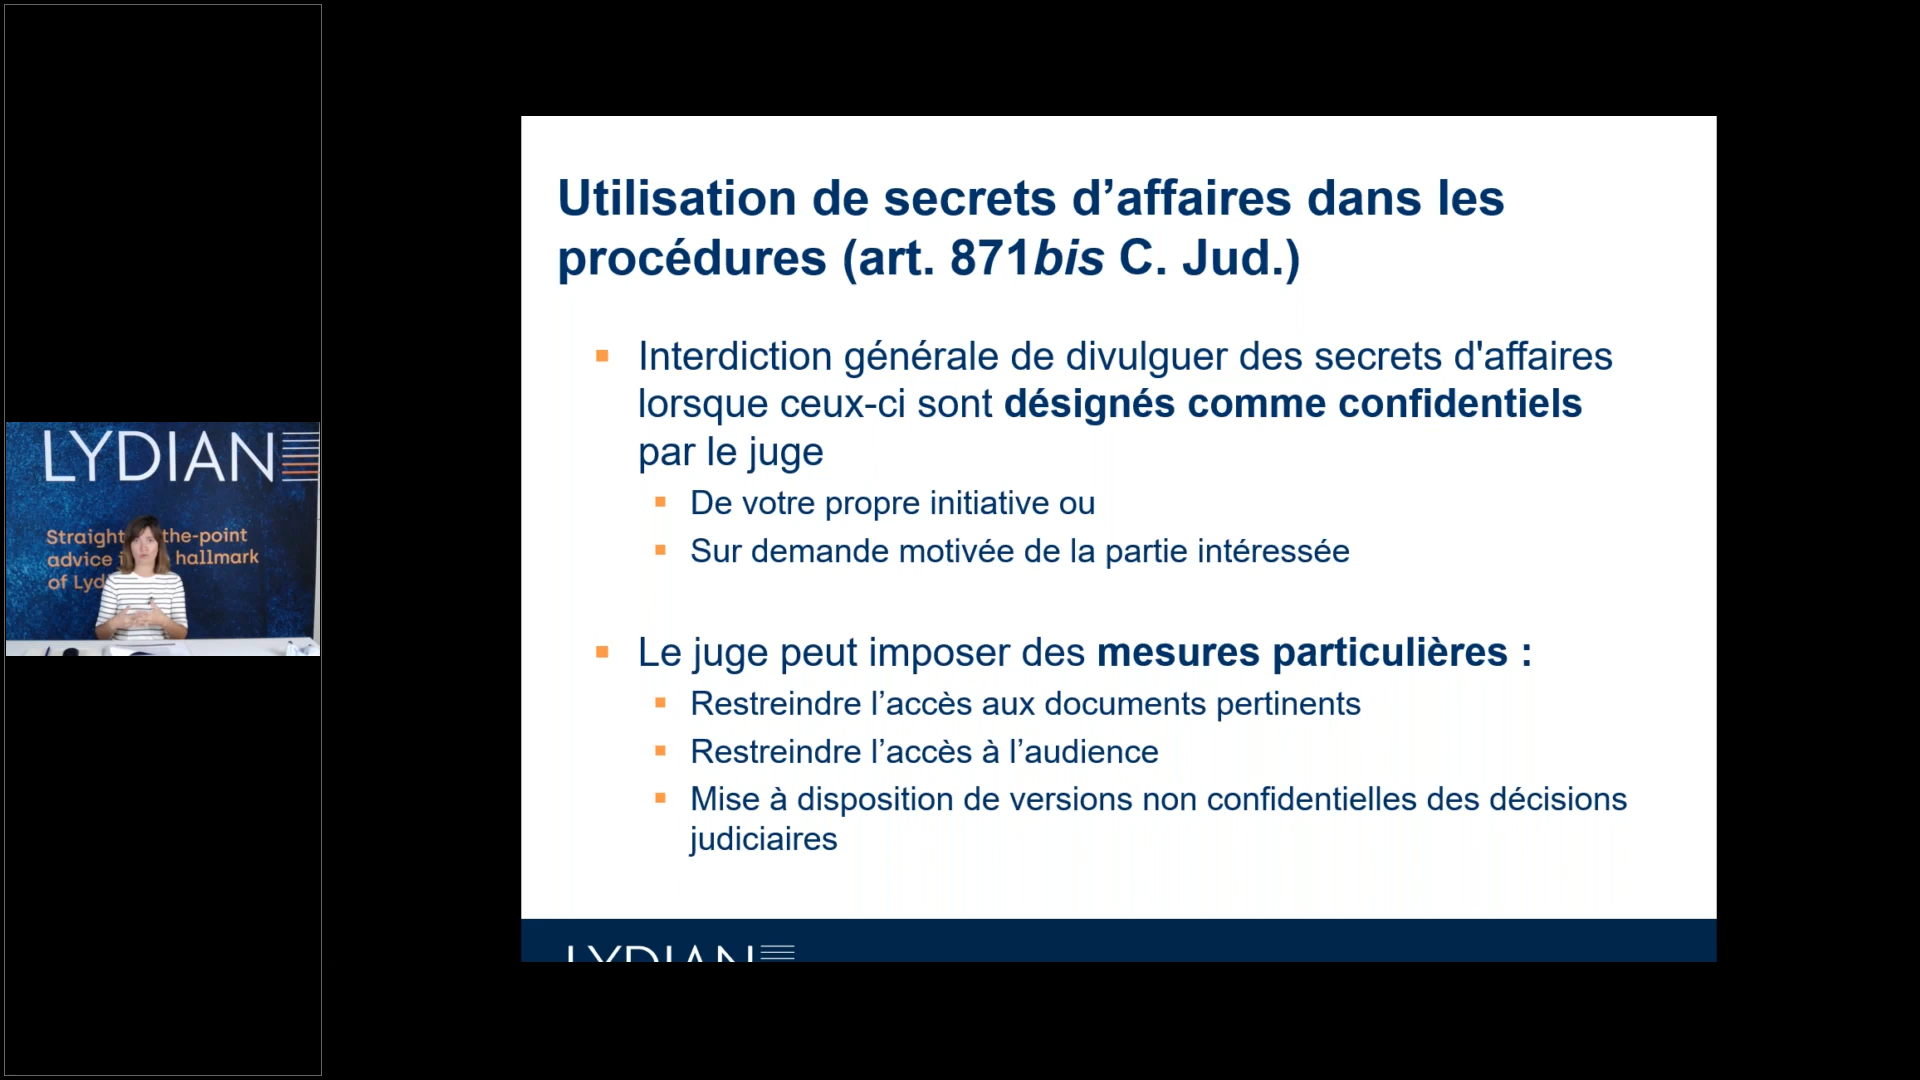 LYDIAN
Straight the-point
advice hallmark
of Lyd
Utilisation de secrets d’affaires dans les
procédures (art. 871bis C. Jud.)
Interdiction générale de divulguer des secrets d'affaires
lorsque ceux-ci sont désignés comme confidentiels
par le juge
De votre propre initiative ou
Sur demande motivée de la partie intéressée
Le juge peut imposer des mesures particulières :
Restreindre l’accès aux documents pertinents
Restreindre l’accès à l’audience
Mise à disposition de versions non confidentielles des décisions
judiciaires
LYDIAN